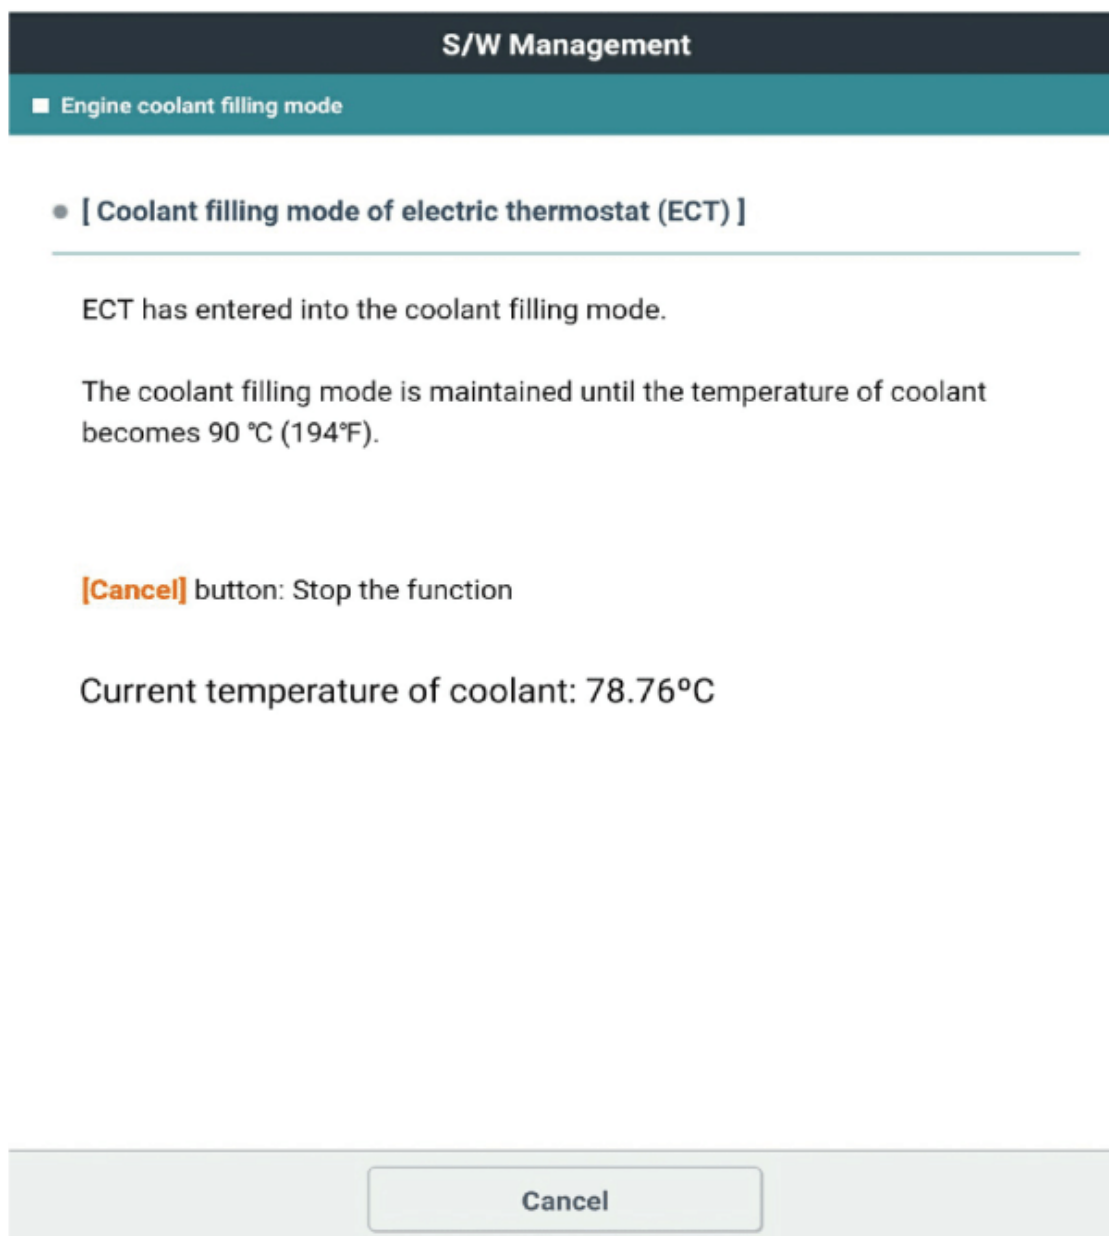 S/W Management
Engine coolant filling mode
[ Coolant filling mode of electric thermostat (ECT) ]
ECT has entered into the coolant filling mode.
The coolant filling mode is maintained until the temperature of coolant
becomes 90 ℃ (194℉).
[Cancel] button: Stop the function
Current temperature of coolant: 78.76ºC
Cancel